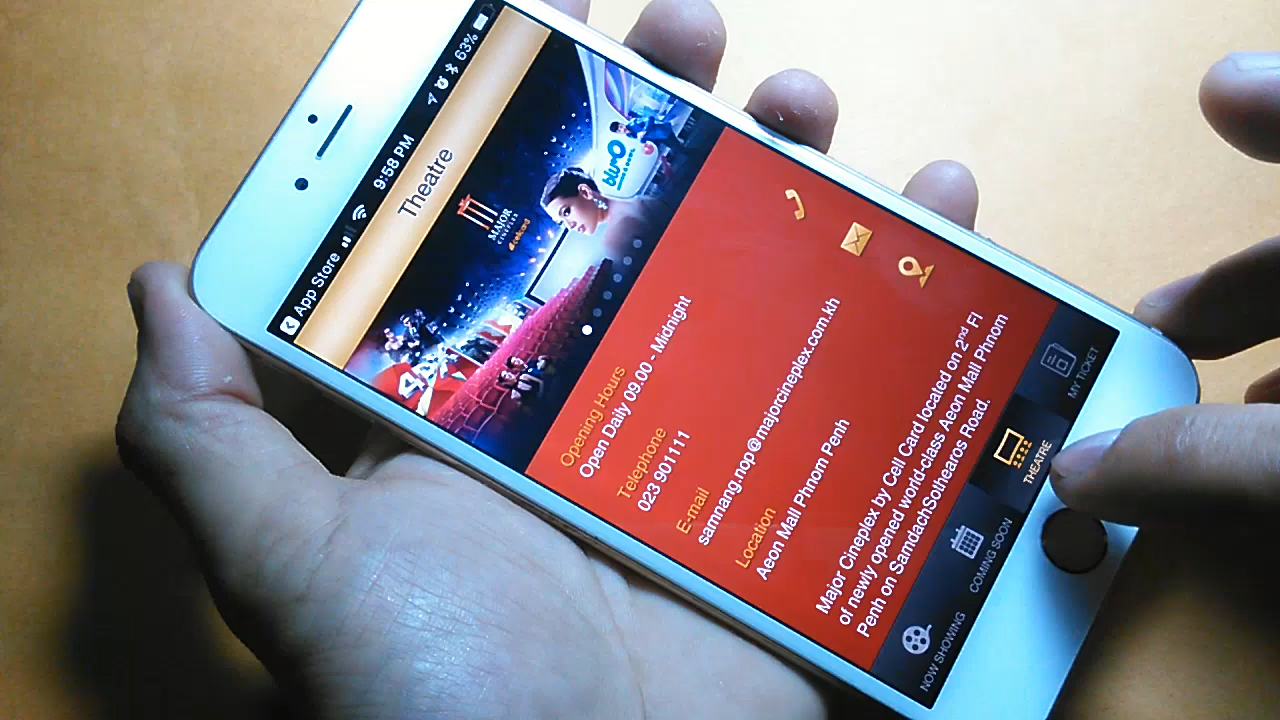 App Store 9:58 PM 63%
Theatre
MAJOR
CINEPLEX
bluO
4DX
Opening Hours
Open Daily 09.00 - Midnight
Telephone
023 901111
E-mail
samnang.nop@majorcineplex.com.kh
Location
Aeon Mall Phnom Penh
Major Cineplex by Cell Card located on 2nd Fl
of newly opened world-class Aeon Mall Phnom
Penh on SamdachSothearos Road.
NOW SHOWING
COMING SOON
THEATRE
MY TICKET